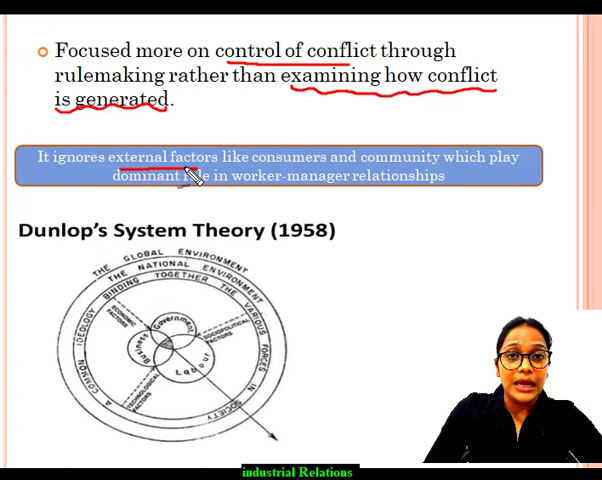 Focused more on control of conflict through
rulemaking rather than examining how conflict
is generated.
It ignores external factors like consumers and community which play
dominant role in worker-manager relationships
Dunlop's System Theory (1958)
THE GLOBAL ENVIRONMENT
THE NATIONAL ENVIRONMENT
A COMMON IDEOLOGY BINDING TOGETHER THE VARIOUS FORCES IN SOCIETY
ECONOMIC
FACTORS
Government
SOCIOPOLITICAL
FACTORS
Business
Labour
TECHNOLOGICAL
FACTORS
industrial Relations